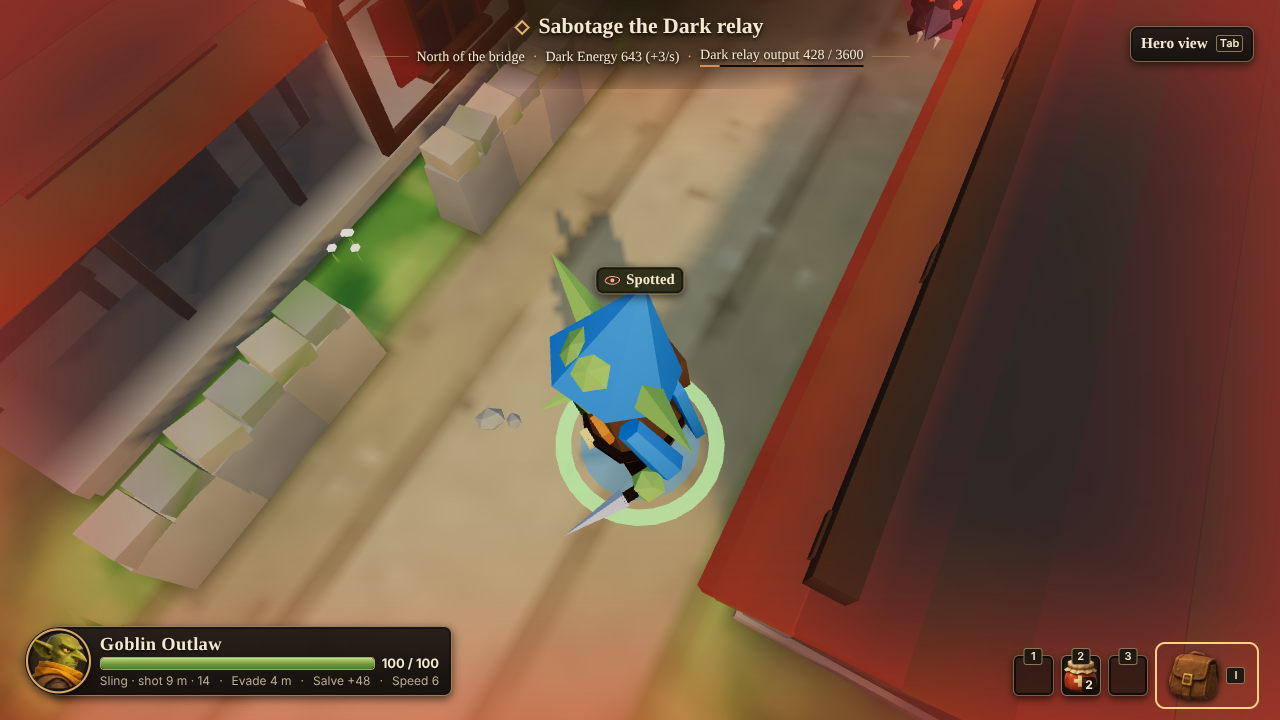 Sabotage the Dark relay
North of the bridge · Dark Energy 643 (+3/s) · Dark relay output 428 / 3600
Hero view Tab
Spotted
Goblin Outlaw
100 / 100
Sling · shot 9 m · 14 · Evade 4 m · Salve +48 · Speed 6
1 2 3
2
I